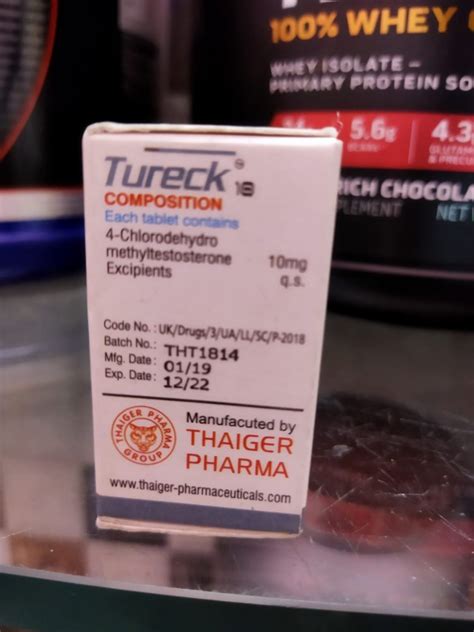 100% WHEY
WHEY ISOLATE –
PRIMARY PROTEIN SO
5.6g
4.3
RICH CHOCOLA
PLEMENT
NET
Tureck ® 10
COMPOSITION
Each tablet contains
4-Chlorodehydro
methyltestosterone 10mg
Excipients q.s.
Code No.: UK/Drugs/3/UA/LL/SC/P-2018
Batch No.: THT1814
Mfg. Date: 01/19
Exp. Date: 12/22
THAIGER PHARMA
GROUP
Manufacuted by
THAIGER
PHARMA
www.thaiger-pharmaceuticals.com